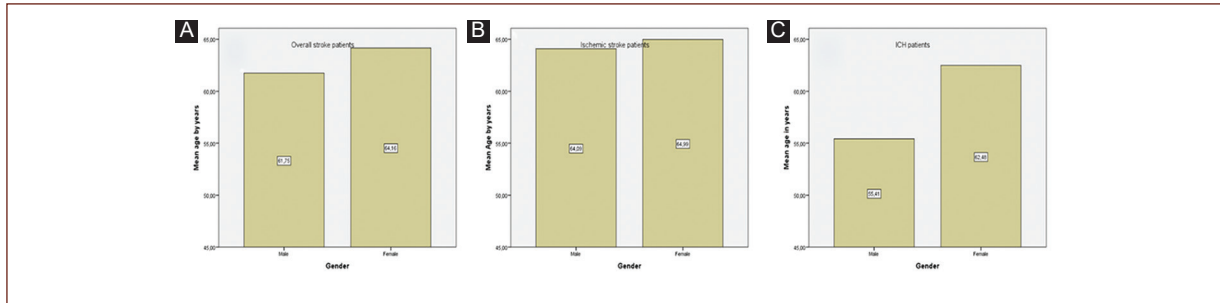 A
Overall stroke patients
Mean age by years
65,00
60,00
55,00
50,00
45,00
61,75
64,16
Male
Female
Gender
B
Ischemic stroke patients
Mean Age by years
65,00
60,00
55,00
50,00
45,00
64,09
64,99
Male
Female
Gender
C
ICH patients
Mean age in years
65,00
60,00
55,00
50,00
45,00
55,41
62,48
Male
Female
Gender